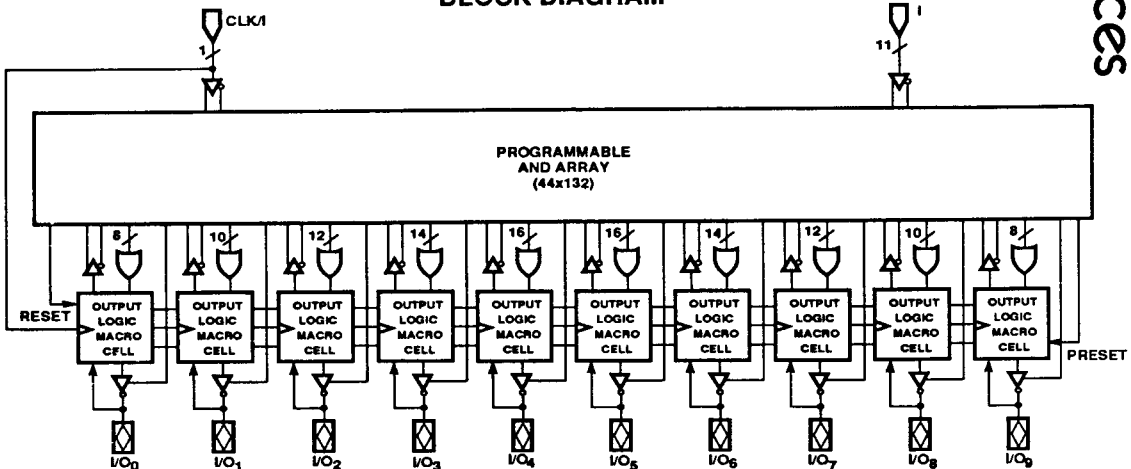 BLOCK DIAGRAM
ces
CLK/I
I
1
11
PROGRAMMABLE
AND ARRAY
(44x132)
8
10
12
14
16
16
14
12
10
8
RESET
OUTPUT
LOGIC
MACRO
CELL
OUTPUT
LOGIC
MACRO
CELL
OUTPUT
LOGIC
MACRO
CELL
OUTPUT
LOGIC
MACRO
CELL
OUTPUT
LOGIC
MACRO
CELL
OUTPUT
LOGIC
MACRO
CELL
OUTPUT
LOGIC
MACRO
CELL
OUTPUT
LOGIC
MACRO
CELL
OUTPUT
LOGIC
MACRO
CELL
OUTPUT
LOGIC
MACRO
CELL
PRESET
I/O0
I/O1
I/O2
I/O3
I/O4
I/O5
I/O6
I/O7
I/O8
I/O9